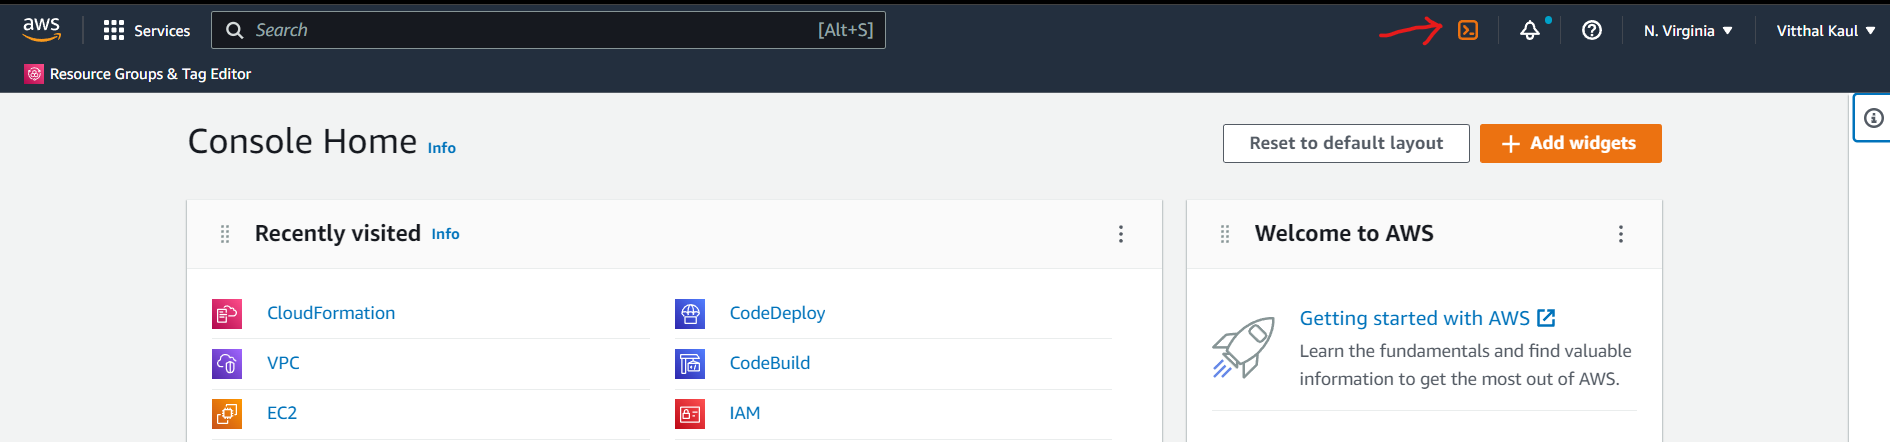 aws Services Search [Alt+S] N. Virginia Vitthal Kaul
Resource Groups & Tag Editor
Console Home Info
Reset to default layout
Add widgets
Recently visited Info
Welcome to AWS
CloudFormation
CodeDeploy
VPC
CodeBuild
EC2
IAM
Getting started with AWS
Learn the fundamentals and find valuable
information to get the most out of AWS.